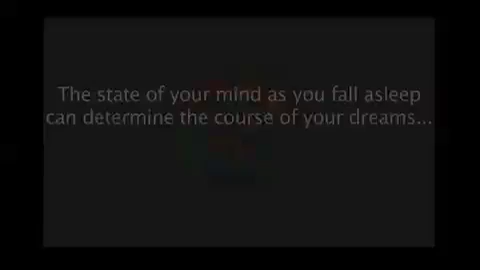 The state of your mind as you fall asleep
can determine the course of your dreams...